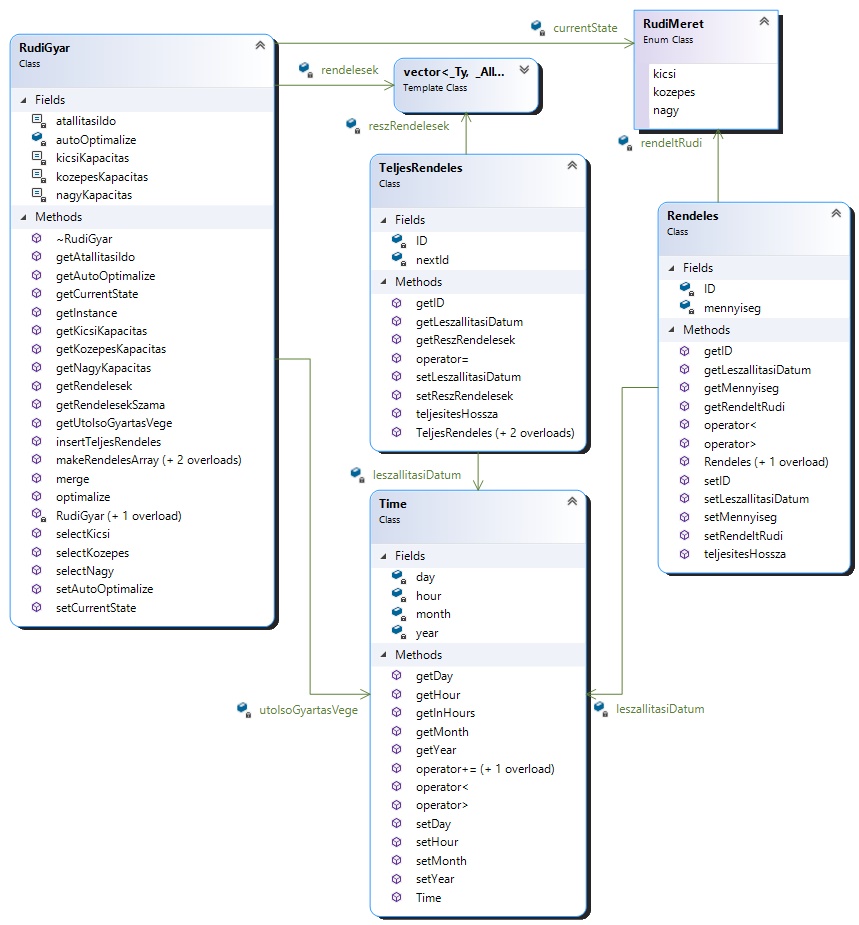 RudiGyar
Class
Fields
atallitasiIdo
autoOptimalize
kicsiKapacitas
kozepesKapacitas
nagyKapacitas
Methods
~RudiGyar
getAtallitasiIdo
getAutoOptimalize
getCurrentState
getInstance
getKicsiKapacitas
getKozepesKapacitas
getNagyKapacitas
getRendelesek
getRendelesekSzama
getUtolsoGyartasVege
insertTeljesRendeles
makeRendelesArray (+ 2 overloads)
merge
optimalize
RudiGyar (+ 1 overload)
selectKicsi
selectKozepes
selectNagy
setAutoOptimalize
setCurrentState
currentState
rendelesek
vector<_Ty, _All...
Template Class
reszRendelesek
RudiMeret
Enum Class
kicsi
kozepes
nagy
rendeltRudi
TeljesRendeles
Class
Fields
ID
nextId
Methods
getID
getLeszallitasiDatum
getReszRendelesek
operator=
setLeszallitasiDatum
setReszRendelesek
teljesitesHossza
TeljesRendeles (+ 2 overloads)
leszallitasiDatum
Rendeles
Class
Fields
ID
mennyiseg
Methods
getID
getLeszallitasiDatum
getMennyiseg
getRendeltRudi
operator<
operator>
Rendeles (+ 1 overload)
setID
setLeszallitasiDatum
setMennyiseg
setRendeltRudi
teljesitesHossza
Time
Class
Fields
day
hour
month
year
Methods
getDay
getHour
getInHours
getMonth
getYear
operator+= (+ 1 overload)
operator<
operator>
setDay
setHour
setMonth
setYear
Time
utolsoGyartasVege
leszallitasiDatum